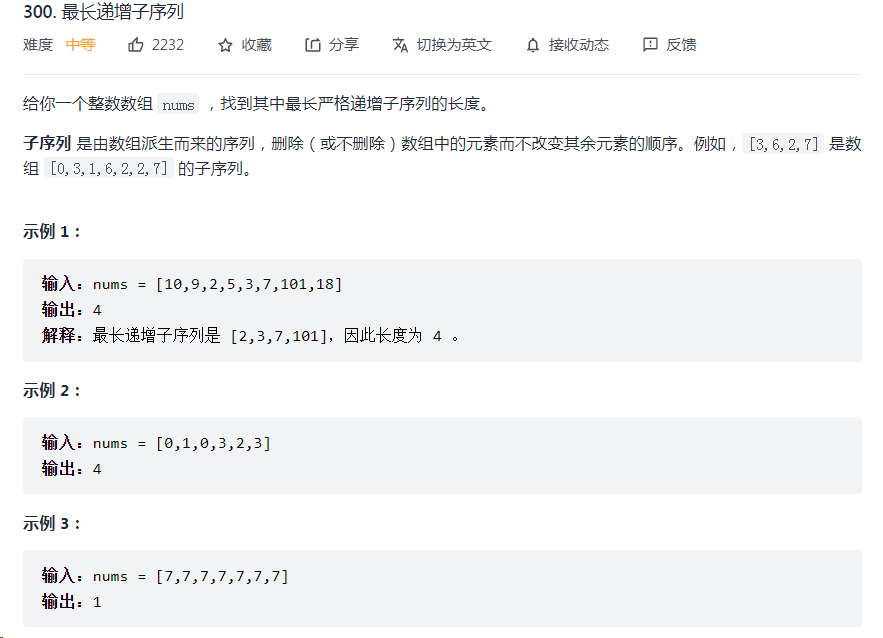 300. 最长递增子序列
难度 中等 2232 收藏 分享 切换为英文 接收动态 反馈
给你一个整数数组 nums ，找到其中最长严格递增子序列的长度。
子序列 是由数组派生而来的序列，删除（或不删除）数组中的元素而不改变其余元素的顺序。例如，[3,6,2,7] 是数
组 [0,3,1,6,2,2,7] 的子序列。
示例 1：
输入：nums = [10,9,2,5,3,7,101,18]
输出：4
解释：最长递增子序列是 [2,3,7,101]，因此长度为 4 。
示例 2：
输入：nums = [0,1,0,3,2,3]
输出：4
示例 3：
输入：nums = [7,7,7,7,7,7,7]
输出：1